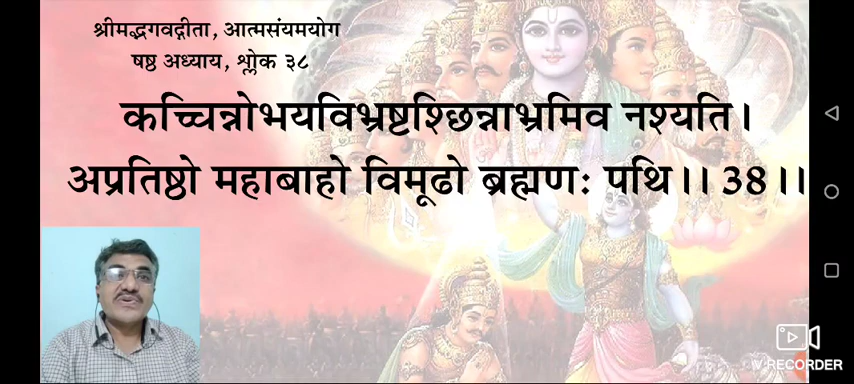 श्रीमद्भगवद्गीता, आत्मसंयमयोग
षष्ठ अध्याय, श्लोक ३८
कच्चिन्नोभयविभ्रष्टश्छिन्नाभ्रमिव नश्यति।
अप्रतिष्ठो महाबाहो विमूढो ब्रह्मणः पथि।। 38।।
V RECORDER